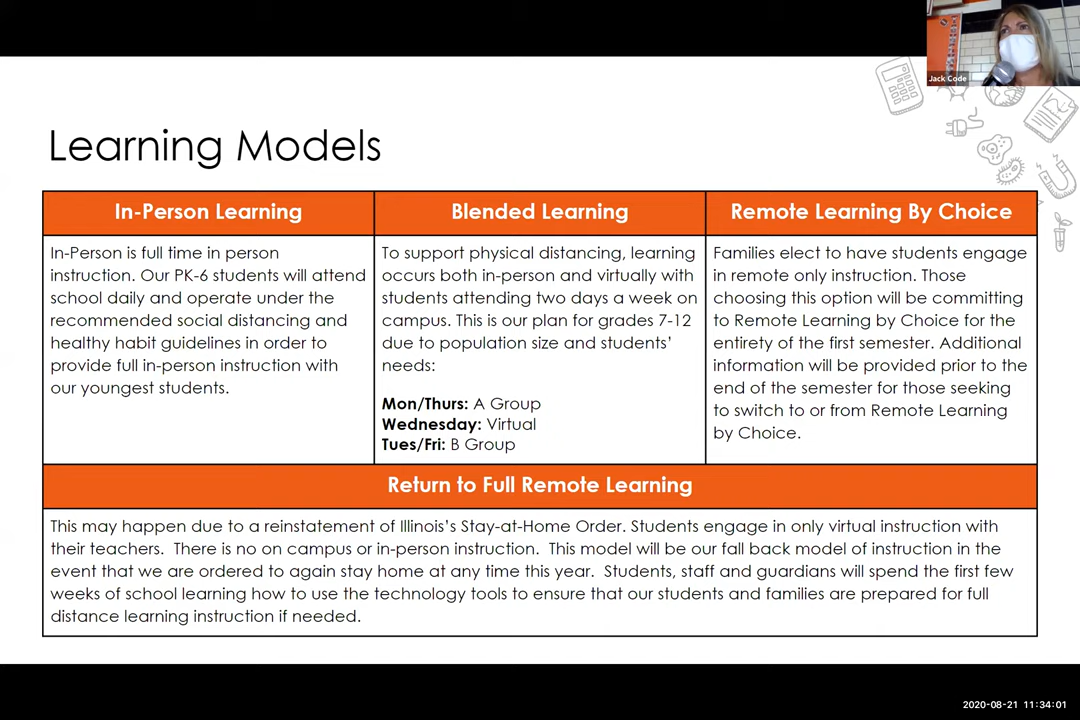 Jack Code
Learning Models
In-Person Learning
In-Person is full time in person
instruction. Our PK-6 students will attend
school daily and operate under the
recommended social distancing and
healthy habit guidelines in order to
provide full in-person instruction with
our youngest students.
Blended Learning
To support physical distancing, learning
occurs both in-person and virtually with
students attending two days a week on
campus. This is our plan for grades 7-12
due to population size and students’
needs:
Mon/Thurs: A Group
Wednesday: Virtual
Tues/Fri: B Group
Remote Learning By Choice
Families elect to have students engage
in remote only instruction. Those
choosing this option will be committing
to Remote Learning by Choice for the
entirety of the first semester. Additional
information will be provided prior to the
end of the semester for those seeking
to switch to or from Remote Learning
by Choice.
Return to Full Remote Learning
This may happen due to a reinstatement of Illinois’s Stay-at-Home Order. Students engage in only virtual instruction with
their teachers.  There is no on campus or in-person instruction.  This model will be our fall back model of instruction in the
event that we are ordered to again stay home at any time this year.  Students, staff and guardians will spend the first few
weeks of school learning how to use the technology tools to ensure that our students and families are prepared for full
distance learning instruction if needed.
2020-08-21 11:34:01